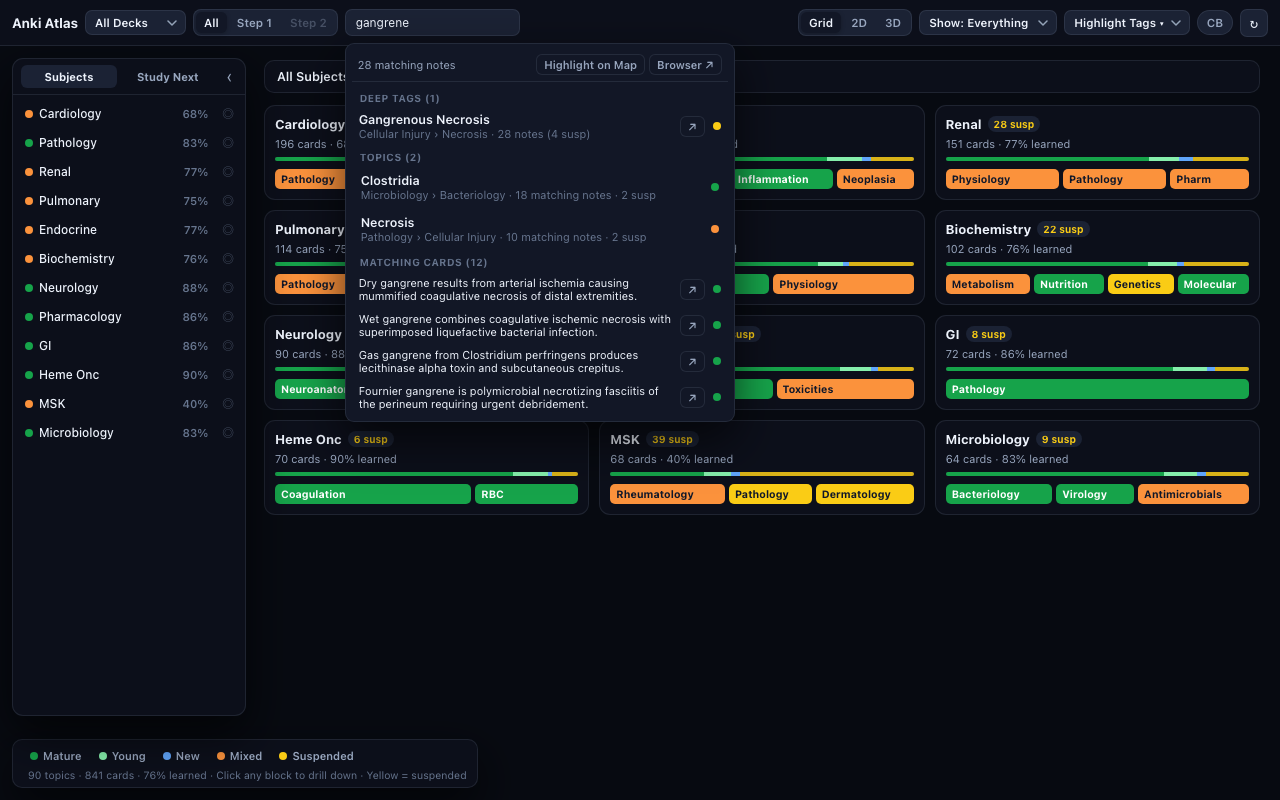 Anki Atlas All Decks All Step 1 Step 2 gangrene Grid 2D 3D Show: Everything Highlight Tags • CB ↻
Subjects Study Next ‹
Cardiology 68%
Pathology 83%
Renal 77%
Pulmonary 75%
Endocrine 77%
Biochemistry 76%
Neurology 88%
Pharmacology 86%
GI 86%
Heme Onc 90%
MSK 40%
Microbiology 83%
All Subjects
28 matching notes Highlight on Map Browser ↗
DEEP TAGS (1)
Gangrenous Necrosis ↗
Cellular Injury › Necrosis · 28 notes (4 susp)
TOPICS (2)
Clostridia
Microbiology › Bacteriology · 18 matching notes · 2 susp
Necrosis
Pathology › Cellular Injury · 10 matching notes · 2 susp
MATCHING CARDS (12)
Dry gangrene results from arterial ischemia causing
mummified coagulative necrosis of distal extremities. ↗
Wet gangrene combines coagulative ischemic necrosis with
superimposed liquefactive bacterial infection. ↗
Gas gangrene from Clostridium perfringens produces
lecithinase alpha toxin and subcutaneous crepitus. ↗
Fournier gangrene is polymicrobial necrotizing fasciitis of
the perineum requiring urgent debridement. ↗
Cardiology
196 cards · 
Pathology
Inflammation Neoplasia
Renal 28 susp
151 cards · 77% learned
Physiology Pathology Pharm
Pulmonary
114 cards · 
Pathology
Physiology
Biochemistry 22 susp
102 cards · 76% learned
Metabolism Nutrition Genetics Molecular
Neurology
90 cards · 
susp
Toxicities
GI 8 susp
72 cards · 86% learned
Pathology
Heme Onc 6 susp
70 cards · 90% learned
Coagulation RBC
MSK 39 susp
68 cards · 40% learned
Rheumatology Pathology Dermatology
Microbiology 9 susp
64 cards · 83% learned
Bacteriology Virology Antimicrobials
Mature Young New Mixed Suspended
90 topics · 841 cards · 76% learned · Click any block to drill down · Yellow = suspended